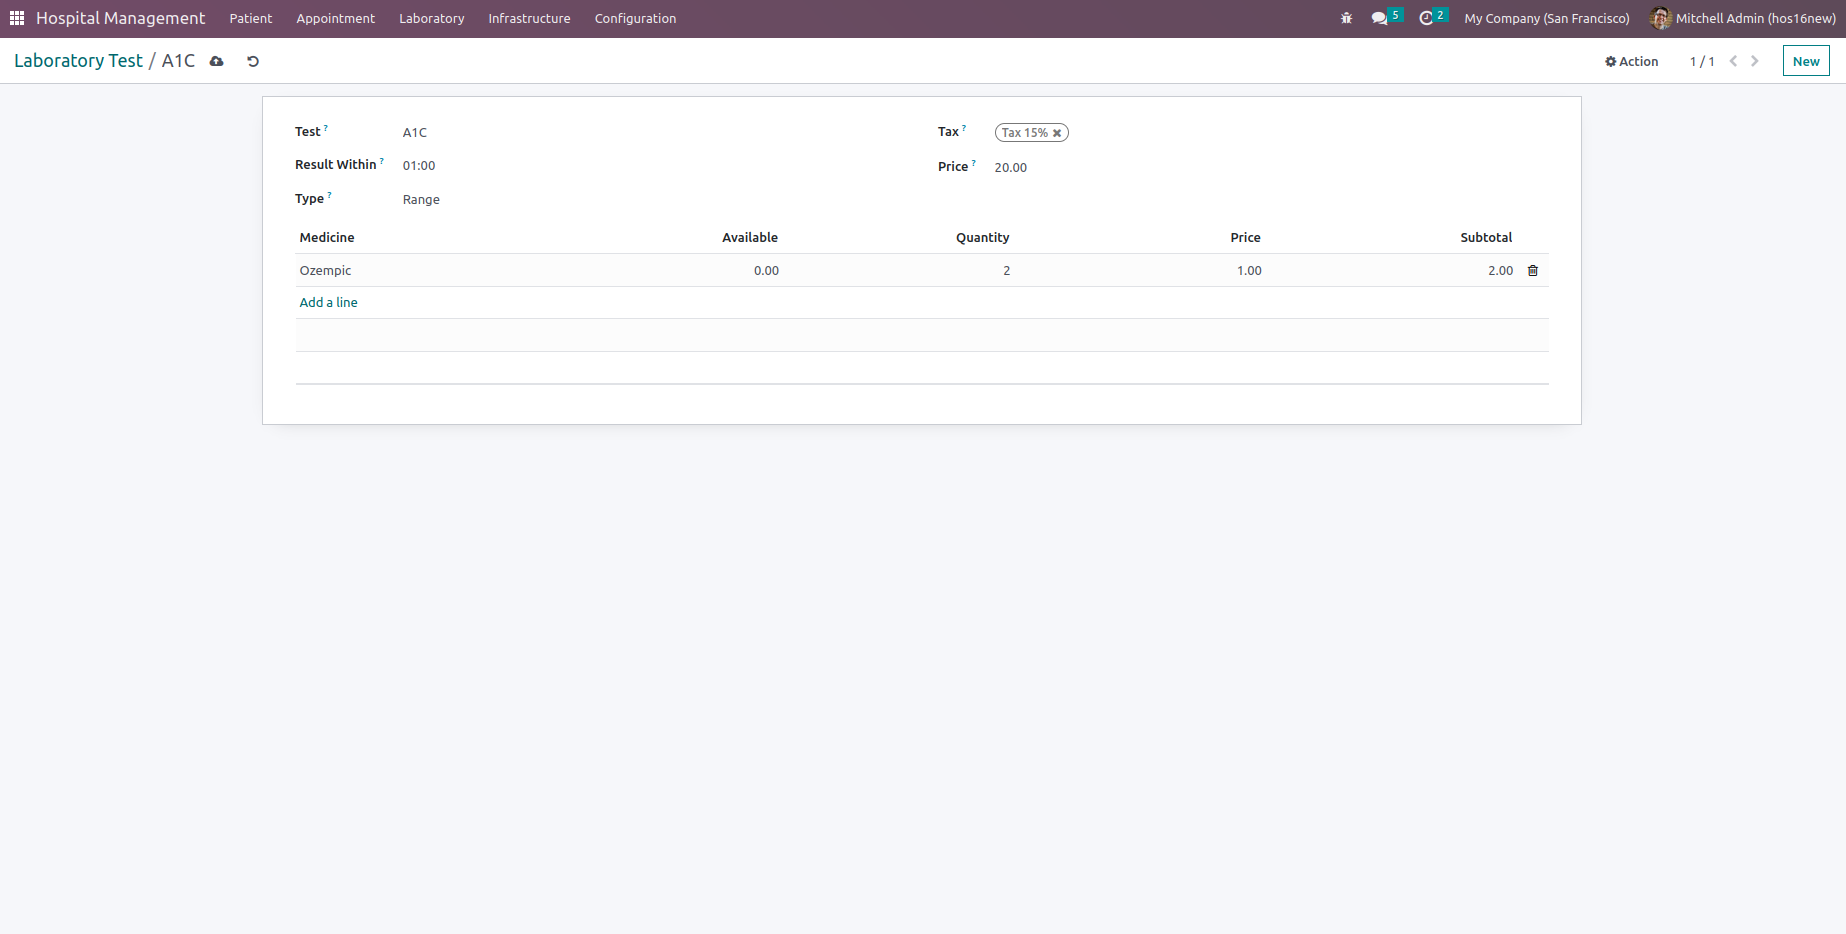 Hospital Management Patient Appointment Laboratory Infrastructure Configuration 5 2 My Company (San Francisco) Mitchell Admin (hos16new)
Laboratory Test / A1C Action 1 / 1 New
Test ? A1C Tax ? Tax 15%
Result Within ? 01:00 Price ? 20.00
Type ? Range
Medicine Available Quantity Price Subtotal
Ozempic 0.00 2 1.00 2.00
Add a line